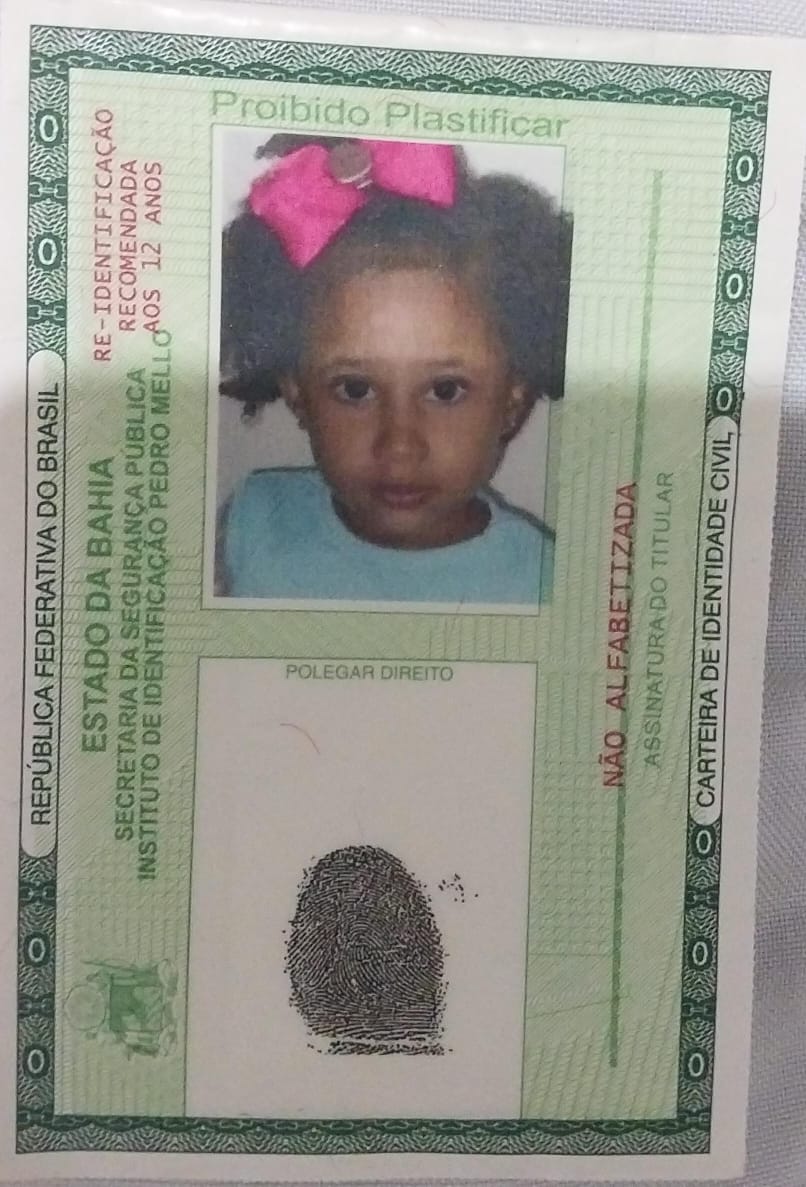 REPÚBLICA FEDERATIVA DO BRASIL
ESTADO DA BAHIA
SECRETARIA DA SEGURANÇA PÚBLICA
INSTITUTO DE IDENTIFICAÇÃO PEDRO MELLO
RE-IDENTIFICAÇÃO
RECOMENDADA
AOS 12 ANOS
Proibido Plastificar
POLEGAR DIREITO
NÃO ALFABETIZADA
ASSINATURA DO TITULAR
CARTEIRA DE IDENTIDADE CIVIL